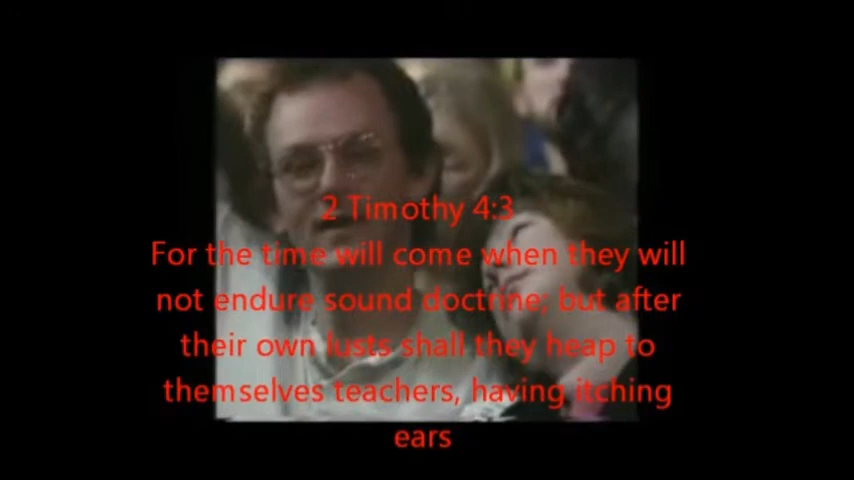 2 Timothy 4:3
For the time will come when they will
not endure sound doctrine; but after
their own lusts shall they heap to
themselves teachers, having itching
ears